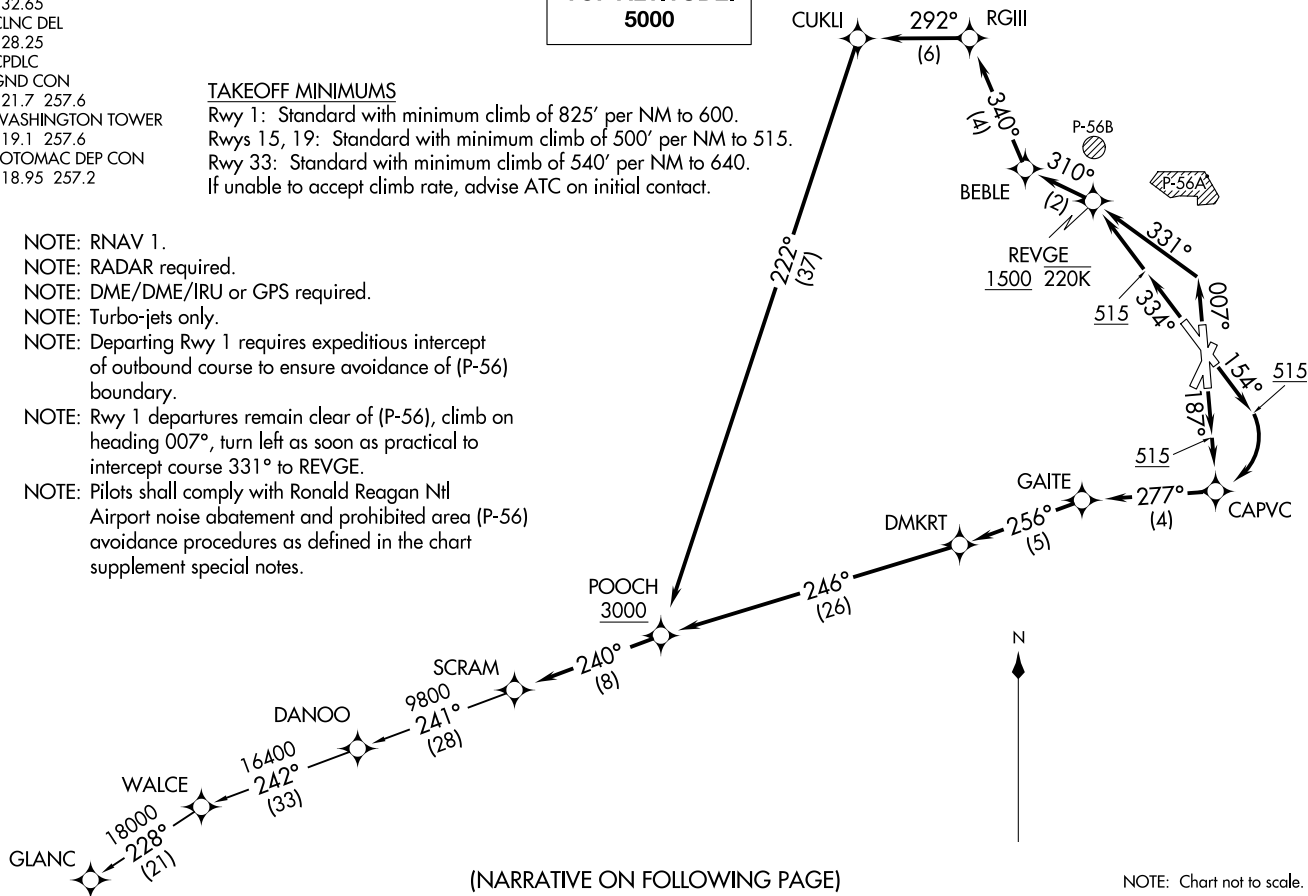 32.65
CLNC DEL
28.25
CPDLC
GND CON
21.7 257.6
WASHINGTON TOWER
19.1 257.6
POTOMAC DEP CON
18.95 257.2
5000
TAKEOFF MINIMUMS
Rwy 1: Standard with minimum climb of 825' per NM to 600.
Rwys 15, 19: Standard with minimum climb of 500' per NM to 515.
Rwy 33: Standard with minimum climb of 540' per NM to 640.
If unable to accept climb rate, advise ATC on initial contact.
NOTE: RNAV 1.
NOTE: RADAR required.
NOTE: DME/DME/IRU or GPS required.
NOTE: Turbo-jets only.
NOTE: Departing Rwy 1 requires expeditious intercept
of outbound course to ensure avoidance of (P-56)
boundary.
NOTE: Rwy 1 departures remain clear of (P-56), climb on
heading 007°, turn left as soon as practical to
intercept course 331° to REVGE.
NOTE: Pilots shall comply with Ronald Reagan Ntl
Airport noise abatement and prohibited area (P-56)
avoidance procedures as defined in the chart
supplement special notes.
CUKLI
292°
(6)
RGIII
340°
(4)
P-56B
P-56A
BEBLE
310°
(2)
REVGE
1500 220K
331°
007°
515
334°
154°
515
187°
515
222°
(37)
CAPVC
277°
(4)
GAITE
256°
(5)
DMKRT
246°
(26)
POOCH
3000
240°
(8)
SCRAM
9800
241°
(28)
DANOO
16400
242°
(33)
WALCE
18000
228°
(21)
GLANC
N
(NARRATIVE ON FOLLOWING PAGE)
NOTE: Chart not to scale.